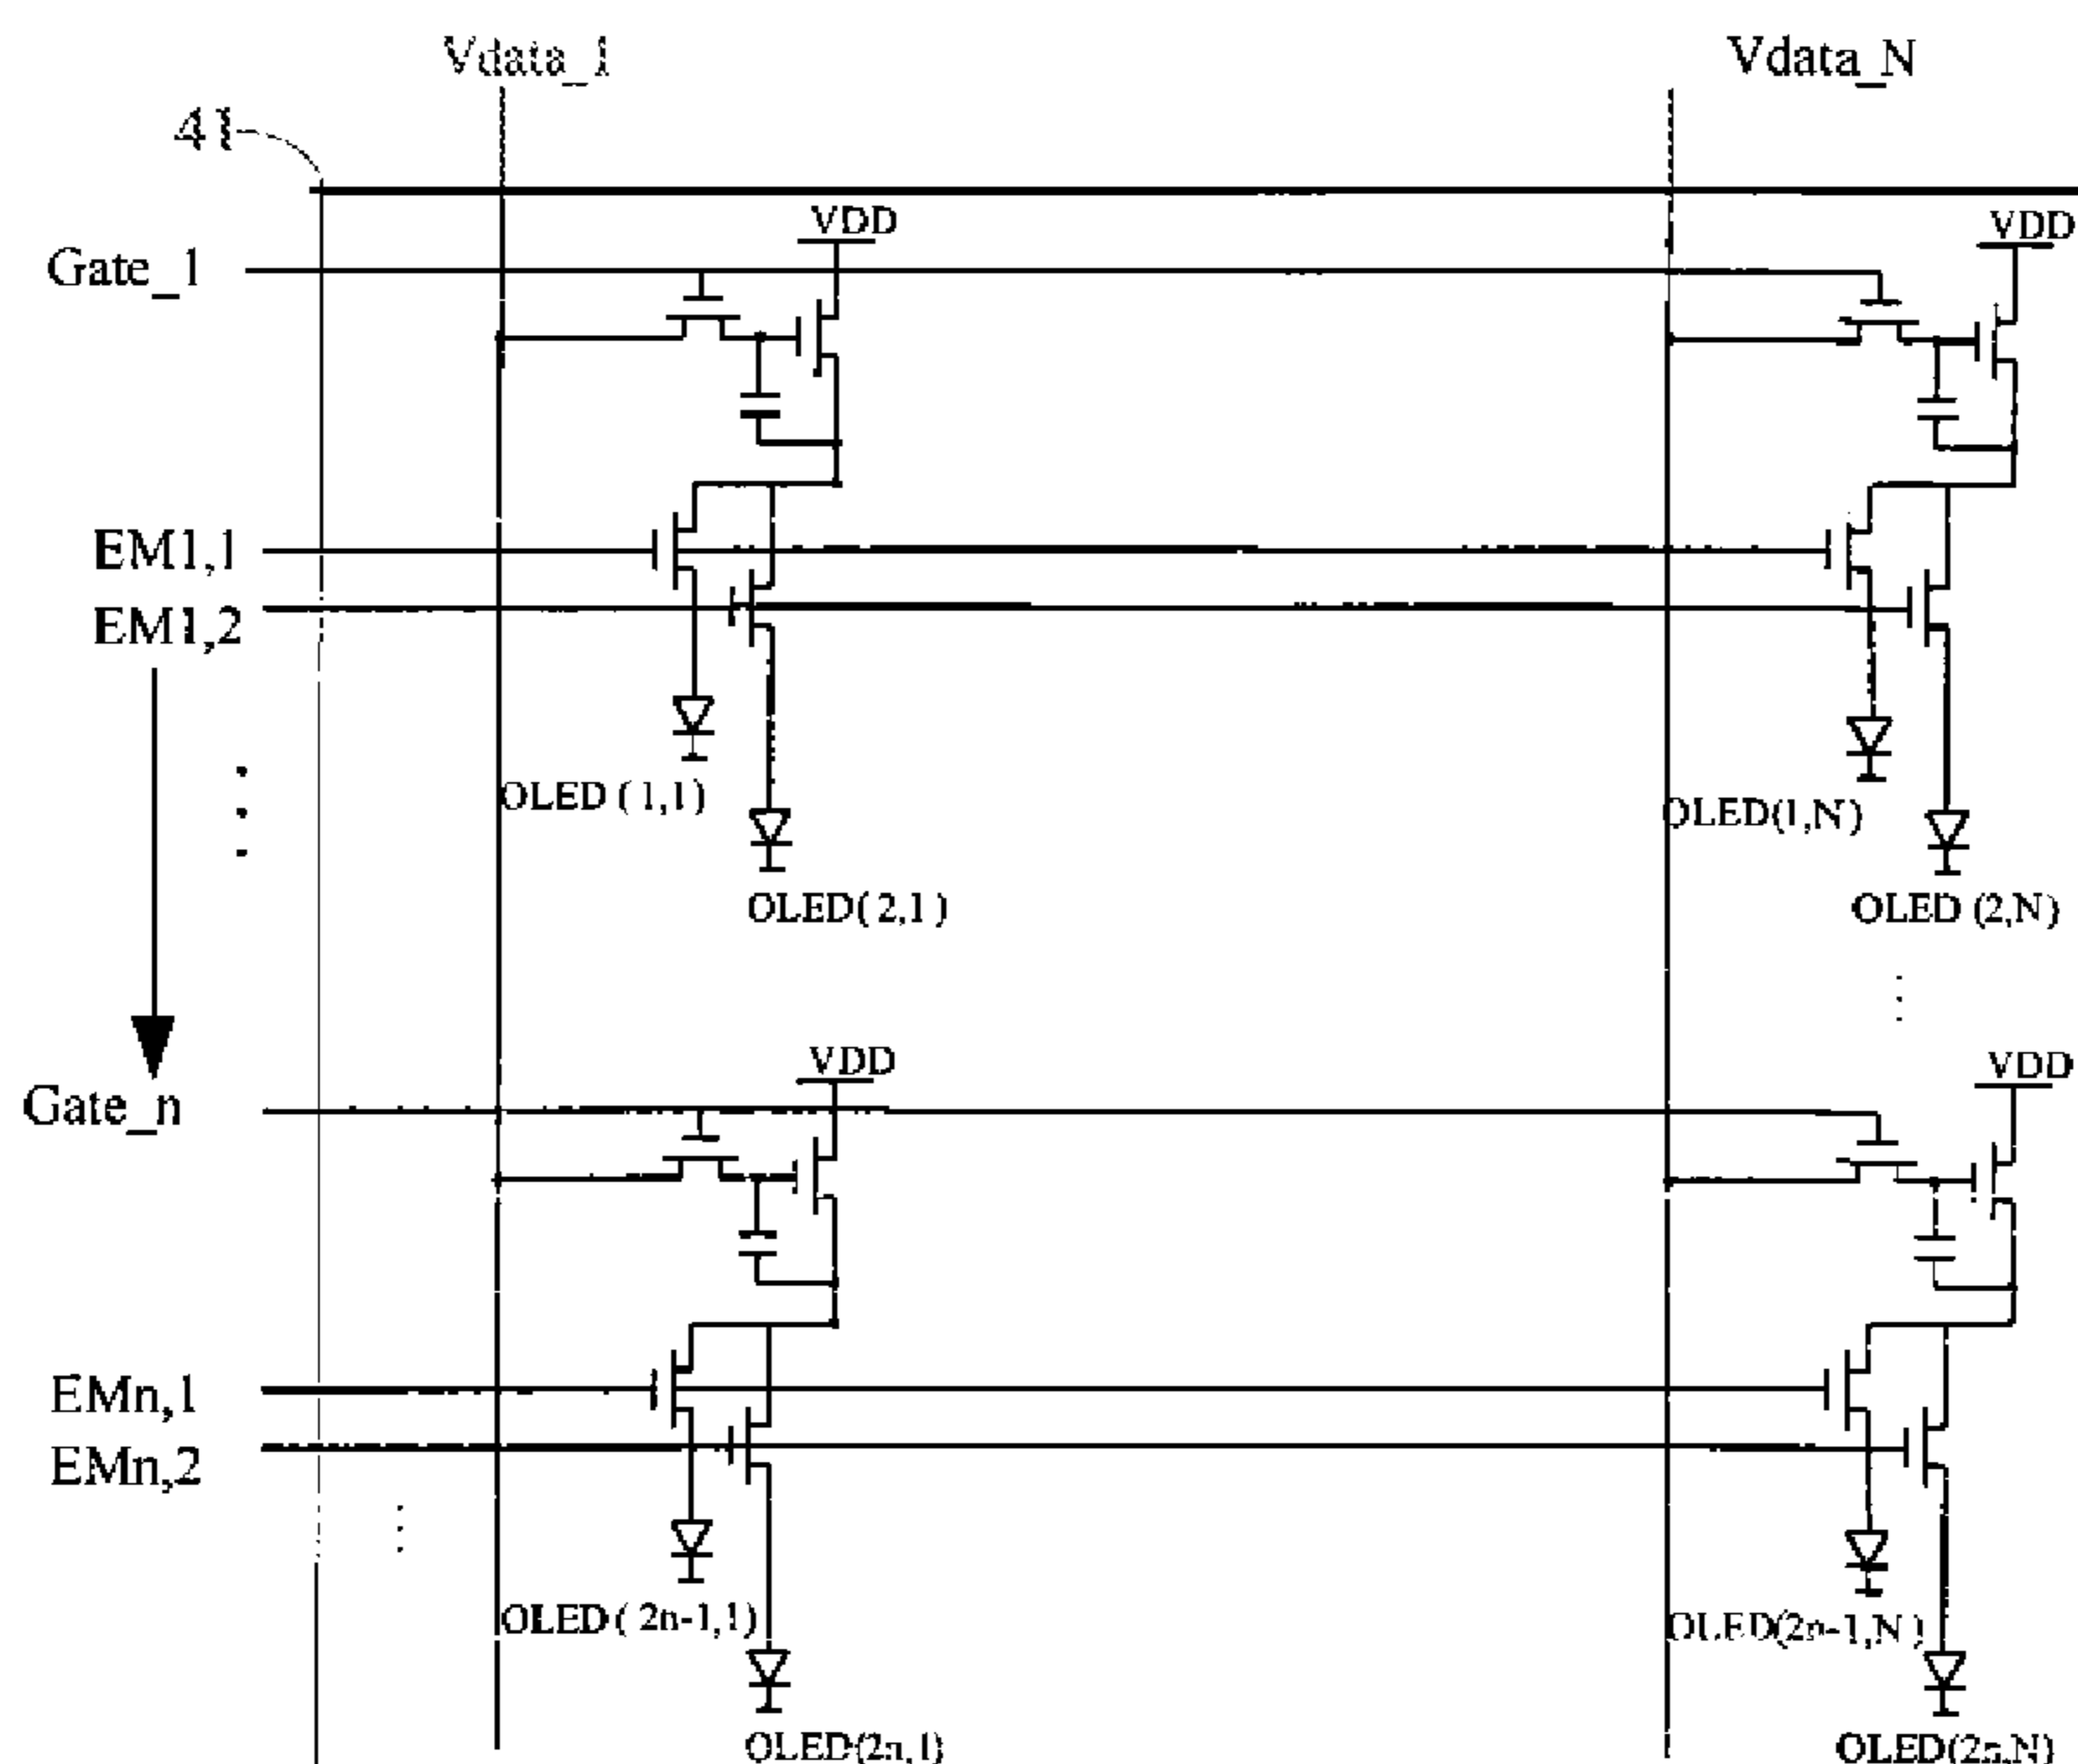 Vdata_1
Vdata_N
41
VDD
VDD
Gate_1
EM1,1
EM1,2
OLED (1,1)
OLED(1,N)
OLED(2,1)
OLED (2,N)
VDD
VDD
Gate_n
EMn,1
EMn,2
OLED( 2n-1,1)
OLED(2n-1,N)
OLED(2n,1)
OLED(2n,N)